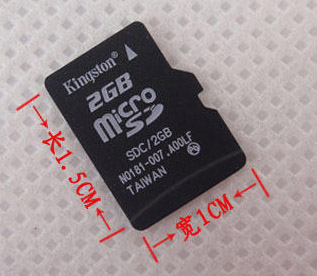 Kingston
2GB
micro
SD
SDC/2GB
N0181-007.A00LF
TAIWAN
长1.5CM
宽1CM